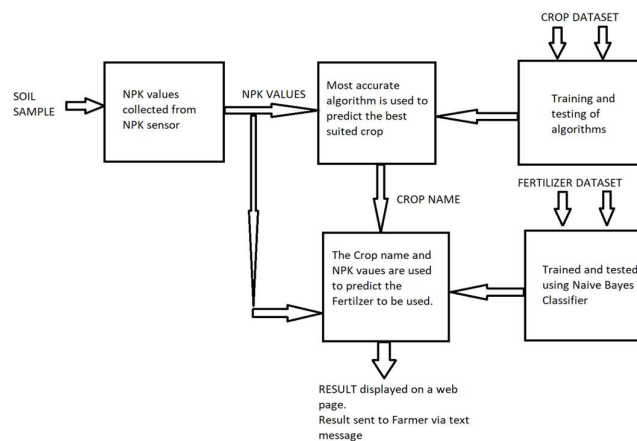 CROP DATASET
SOIL
SAMPLE
NPK values
collected from
NPK sensor
NPK VALUES
Most accurate
algorithm is used to
predict the best
suited crop
Training and
testing of
algorithms
CROP NAME
FERTILIZER DATASET
The Crop name and
NPK vaues are used
to predict the
Fertilzer to be used.
Trained and tested
using Naive Bayes
Classifier
RESULT displayed on a web
page.
Result sent to Farmer via text
message